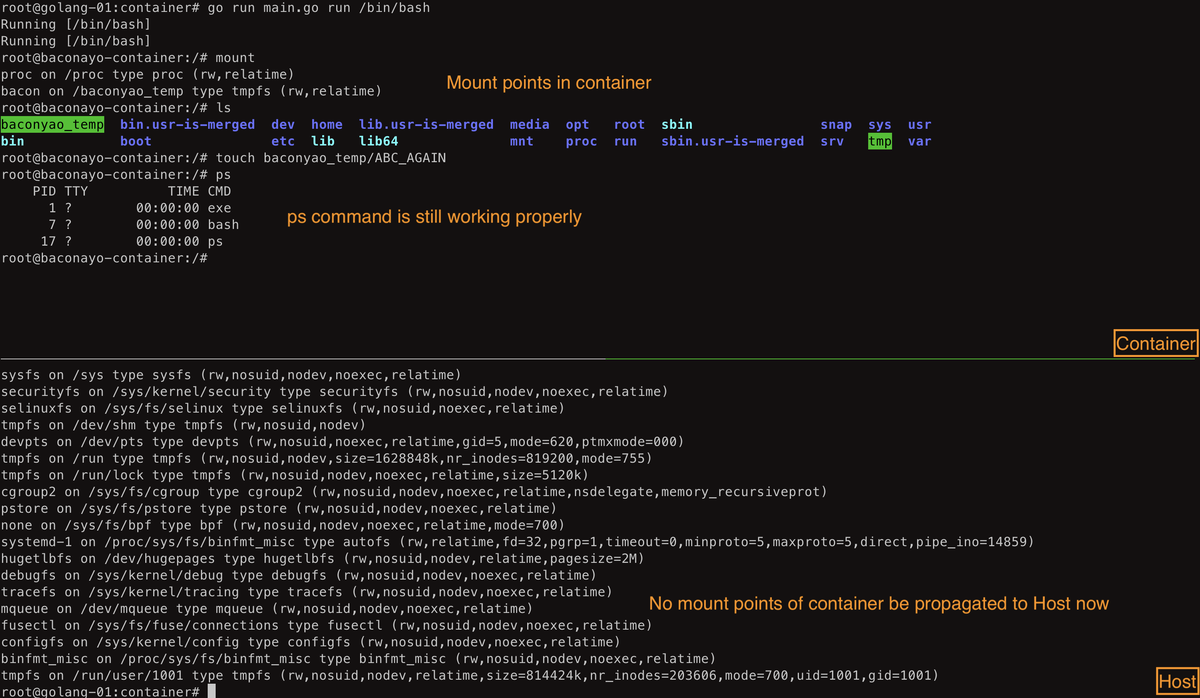 root@golang-01:container# go run main.go run /bin/bash
Running [/bin/bash]
Running [/bin/bash]
root@baconayo-container:/# mount
proc on /proc type proc (rw,relatime)
bacon on /baconyao_temp type tmpfs (rw,relatime)
Mount points in container
root@baconayo-container:/# ls
baconyao_temp bin.usr-is-merged dev home lib.usr-is-merged media opt root sbin snap sys usr
bin boot etc lib lib64 mnt proc run sbin.usr-is-merged srv tmp var
root@baconayo-container:/# touch baconyao_temp/ABC_AGAIN
root@baconayo-container:/# ps
PID TTY TIME CMD
1 ? 00:00:00 exe
7 ? 00:00:00 bash
17 ? 00:00:00 ps
ps command is still working properly
root@baconayo-container:/#
Container
sysfs on /sys type sysfs (rw,nosuid,nodev,noexec,relatime)
securityfs on /sys/kernel/security type securityfs (rw,nosuid,nodev,noexec,relatime)
selinuxfs on /sys/fs/selinux type selinuxfs (rw,nosuid,noexec,relatime)
tmpfs on /dev/shm type tmpfs (rw,nosuid,nodev)
devpts on /dev/pts type devpts (rw,nosuid,noexec,relatime,gid=5,mode=620,ptmxmode=000)
tmpfs on /run type tmpfs (rw,nosuid,nodev,size=1628848k,nr_inodes=819200,mode=755)
tmpfs on /run/lock type tmpfs (rw,nosuid,nodev,noexec,relatime,size=5120k)
cgroup2 on /sys/fs/cgroup type cgroup2 (rw,nosuid,nodev,noexec,relatime,nsdelegate,memory_recursiveprot)
pstore on /sys/fs/pstore type pstore (rw,nosuid,nodev,noexec,relatime)
none on /sys/fs/bpf type bpf (rw,nosuid,nodev,noexec,relatime,mode=700)
systemd-1 on /proc/sys/fs/binfmt_misc type autofs (rw,relatime,fd=32,pgrp=1,timeout=0,minproto=5,maxproto=5,direct,pipe_ino=14859)
hugetlbfs on /dev/hugepages type hugetlbfs (rw,nosuid,nodev,relatime,pagesize=2M)
debugfs on /sys/kernel/debug type debugfs (rw,nosuid,nodev,noexec,relatime)
tracefs on /sys/kernel/tracing type tracefs (rw,nosuid,nodev,noexec,relatime)
mqueue on /dev/mqueue type mqueue (rw,nosuid,nodev,noexec,relatime)
No mount points of container be propagated to Host now
fusectl on /sys/fs/fuse/connections type fusectl (rw,nosuid,nodev,noexec,relatime)
configfs on /sys/kernel/config type configfs (rw,nosuid,nodev,noexec,relatime)
binfmt_misc on /proc/sys/fs/binfmt_misc type binfmt_misc (rw,nosuid,nodev,noexec,relatime)
tmpfs on /run/user/1001 type tmpfs (rw,nosuid,nodev,relatime,size=814424k,nr_inodes=203606,mode=700,uid=1001,gid=1001)
Host
root@golang-01:container#